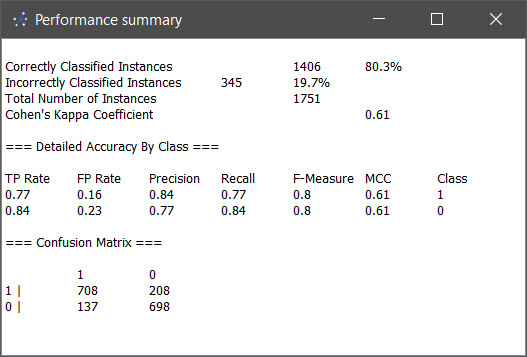 Performance summary
Correctly Classified Instances 1406 80.3%
Incorrectly Classified Instances 345 19.7%
Total Number of Instances 1751
Cohen's Kappa Coefficient 0.61
=== Detailed Accuracy By Class ===
TP Rate FP Rate Precision Recall F-Measure MCC Class
0.77 0.16 0.84 0.77 0.8 0.61 1
0.84 0.23 0.77 0.84 0.8 0.61 0
=== Confusion Matrix ===
1 0
1 | 708 208
0 | 137 698